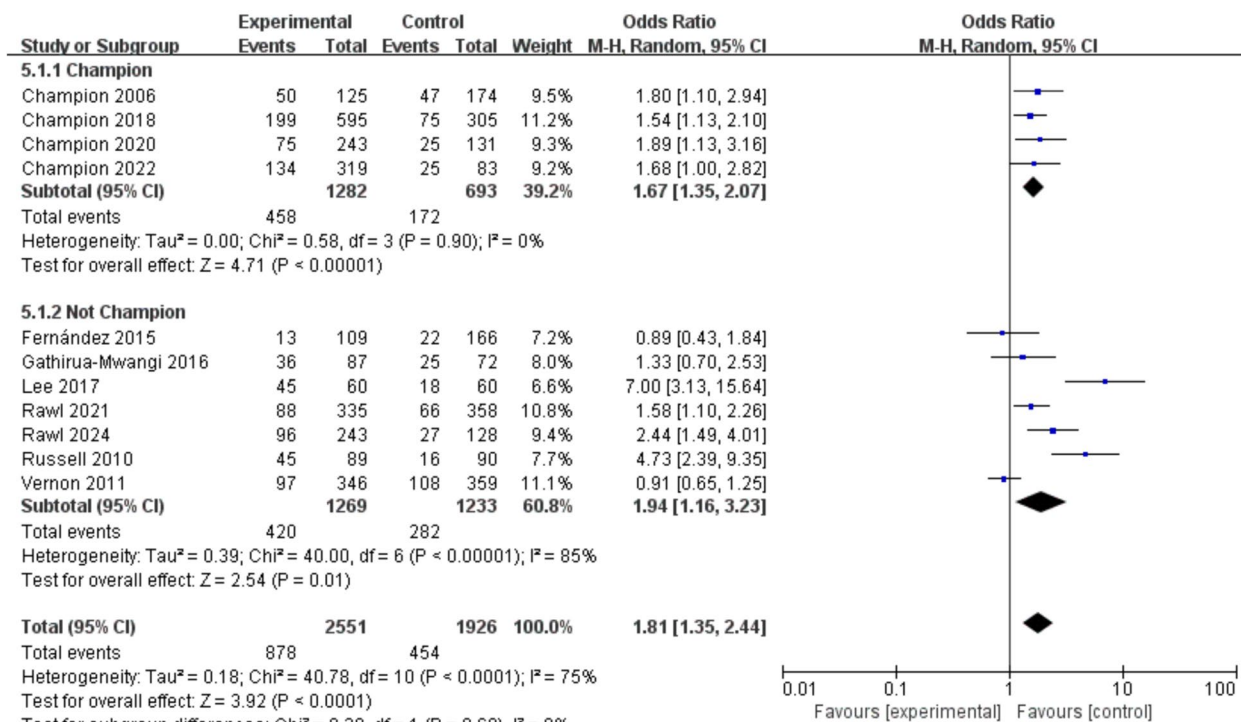 Experimental Control Odds Ratio Odds Ratio
Study or Subgroup Events Total Events Total Weight M-H, Random, 95% CI M-H, Random, 95% CI
5.1.1 Champion
Champion 2006 50 125 47 174 9.5% 1.80 [1.10, 2.94]
Champion 2018 199 595 75 305 11.2% 1.54 [1.13, 2.10]
Champion 2020 75 243 25 131 9.3% 1.89 [1.13, 3.16]
Champion 2022 134 319 25 83 9.2% 1.68 [1.00, 2.82]
Subtotal (95% CI) 1282 693 39.2% 1.67 [1.35, 2.07]
Total events 458 172
Heterogeneity: Tau² = 0.00; Chi² = 0.58, df = 3 (P = 0.90); I² = 0%
Test for overall effect: Z = 4.71 (P < 0.00001)
5.1.2 Not Champion
Fernández 2015 13 109 22 166 7.2% 0.89 [0.43, 1.84]
Gathirua-Mwangi 2016 36 87 25 72 8.0% 1.33 [0.70, 2.53]
Lee 2017 45 60 18 60 6.6% 7.00 [3.13, 15.64]
Rawl 2021 88 335 66 358 10.8% 1.58 [1.10, 2.26]
Rawl 2024 96 243 27 128 9.4% 2.44 [1.49, 4.01]
Russell 2010 45 89 16 90 7.7% 4.73 [2.39, 9.35]
Vernon 2011 97 346 108 359 11.1% 0.91 [0.65, 1.25]
Subtotal (95% CI) 1269 1233 60.8% 1.94 [1.16, 3.23]
Total events 420 282
Heterogeneity: Tau² = 0.39; Chi² = 40.00, df = 6 (P < 0.00001); I² = 85%
Test for overall effect: Z = 2.54 (P = 0.01)
Total (95% CI) 2551 1926 100.0% 1.81 [1.35, 2.44]
Total events 878 454
Heterogeneity: Tau² = 0.18; Chi² = 40.78, df = 10 (P < 0.0001); I² = 75%
Test for overall effect: Z = 3.92 (P < 0.0001)
0.01 0.1 1 10 100
Favours [experimental] Favours [control]